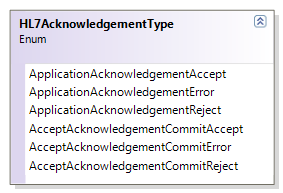 HL7AcknowledgementType
Enum
ApplicationAcknowledgementAccept
ApplicationAcknowledgementError
ApplicationAcknowledgementReject
AcceptAcknowledgementCommitAccept
AcceptAcknowledgementCommitError
AcceptAcknowledgementCommitReject